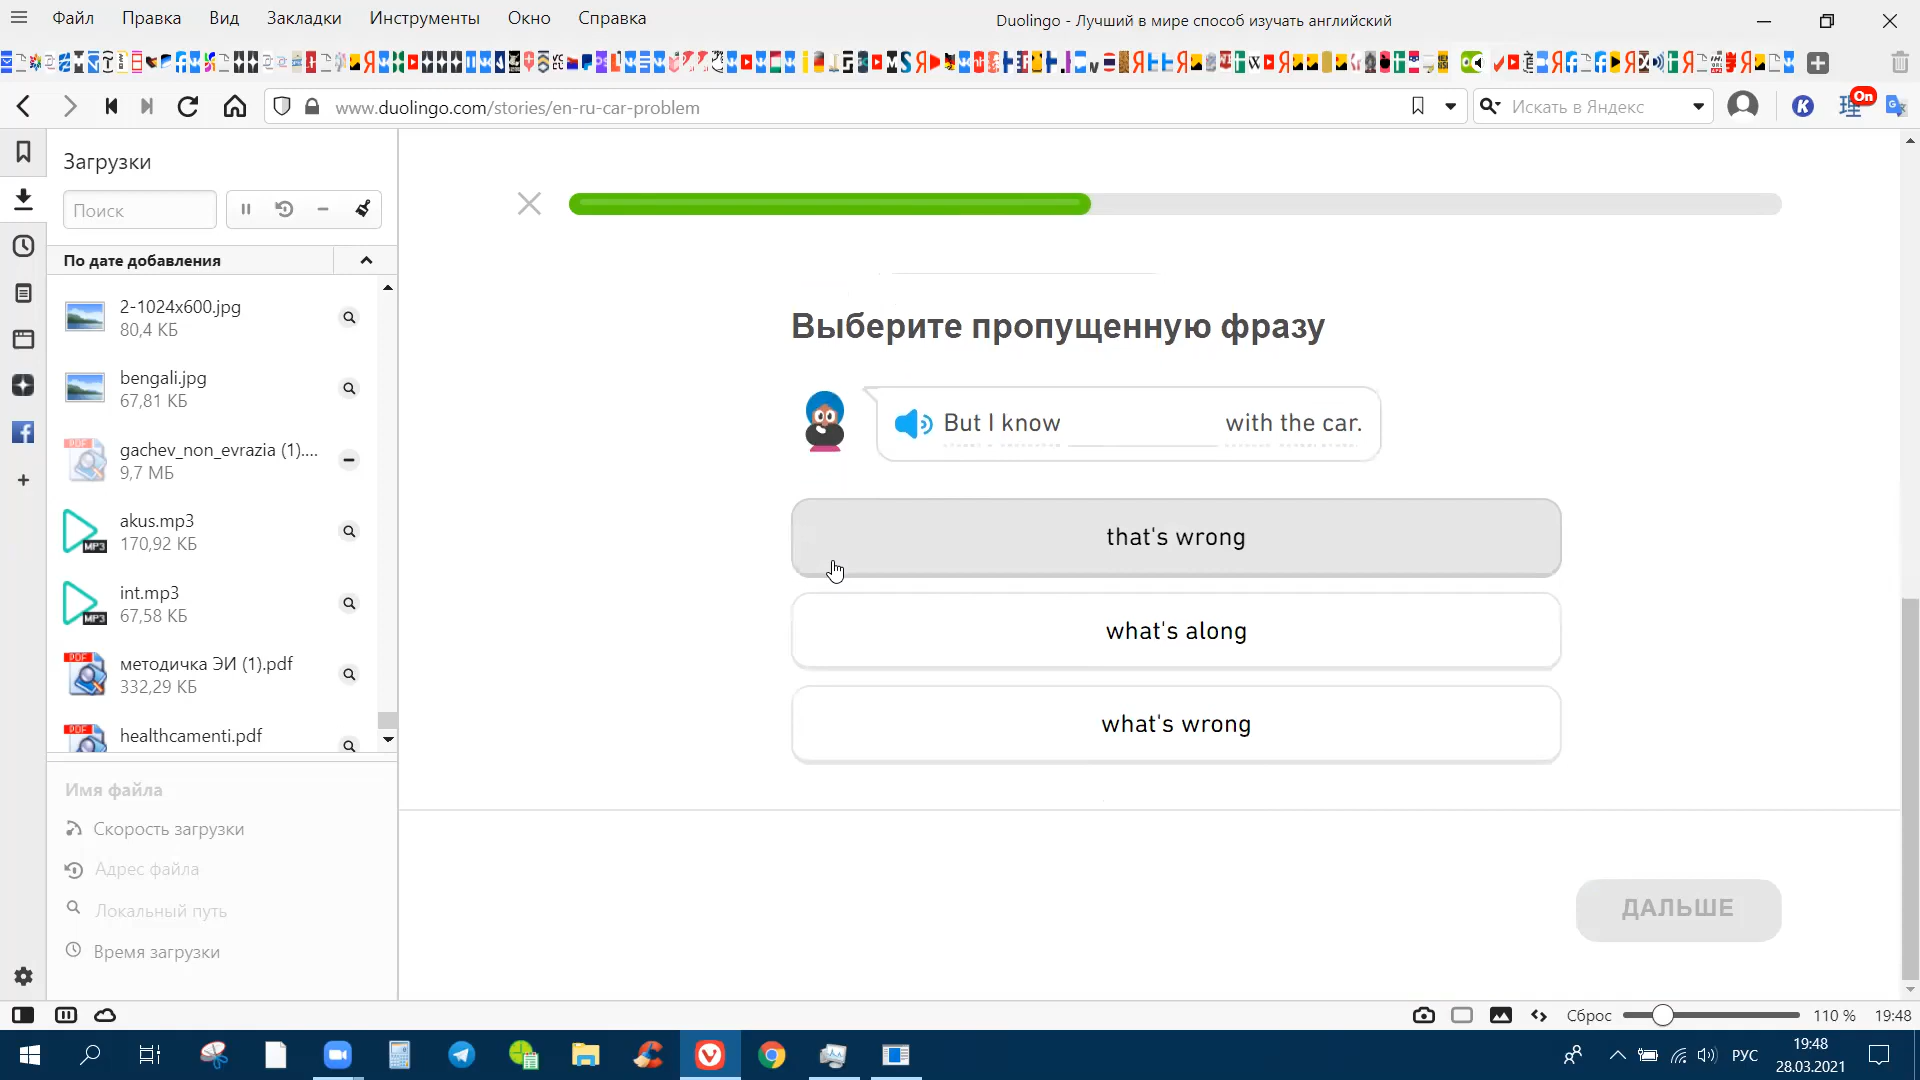 Файл Правка Вид Закладки Инструменты Окно Справка
Duolingo - Лучший в мире способ изучать английский
www.duolingo.com/stories/en-ru-car-problem
Искать в Яндекс
On
Загрузки
Поиск
По дате добавления
2-1024x600.jpg
80,4 КБ
bengali.jpg
67,81 КБ
gachev_non_evrazia (1)....
9,7 МБ
akus.mp3
170,92 КБ
int.mp3
67,58 КБ
методичка ЭИ (1).pdf
332,29 КБ
healthcamenti.pdf
Имя файла
Скорость загрузки
Адрес файла
Локальный путь
Время загрузки
Выберите пропущенную фразу
But I know with the car.
that's wrong
what's along
what's wrong
ДАЛЬШЕ
Сброс 110 % 19:48
РУС
19:48
28.03.2021